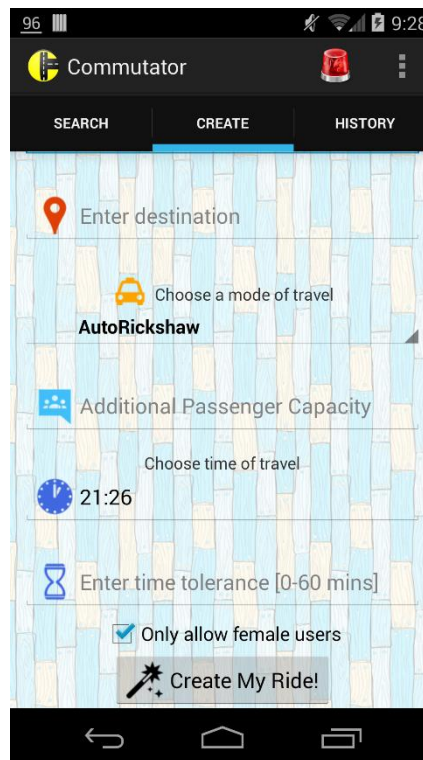 96
9:28
Commutator
SEARCH
CREATE
HISTORY
Enter destination
Choose a mode of travel
AutoRickshaw
Additional Passenger Capacity
Choose time of travel
21:26
Enter time tolerance [0-60 mins]
Only allow female users
Create My Ride!